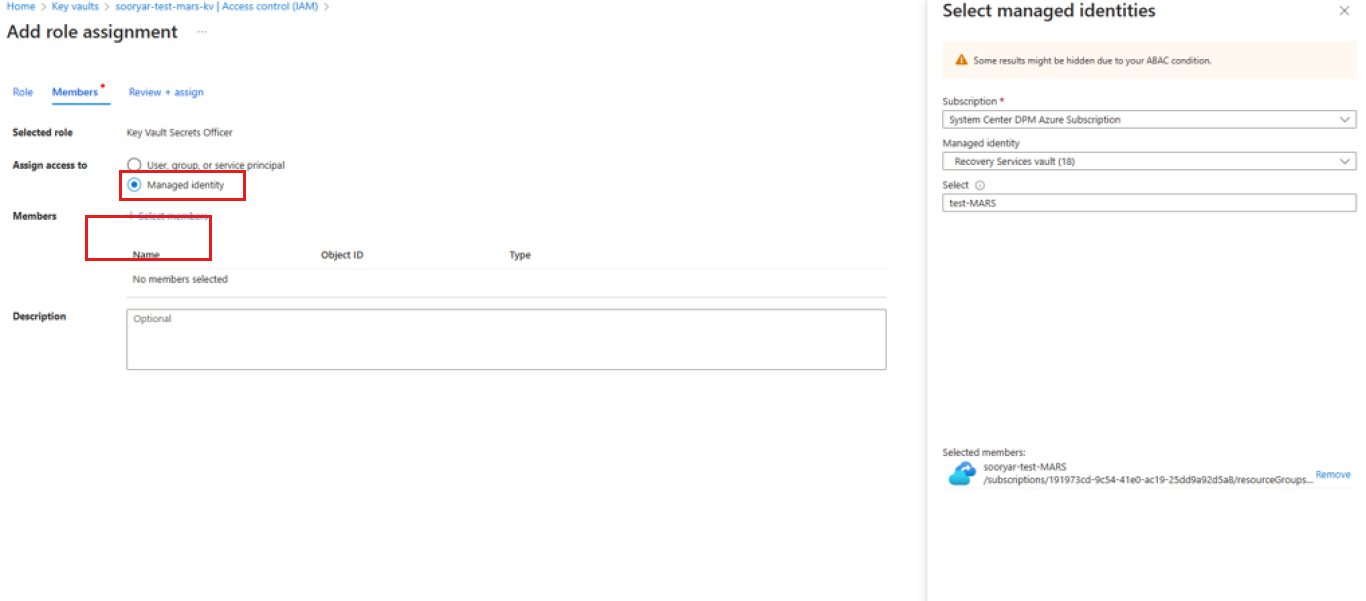 Home > Key vaults > sooryar-test-mars-kv | Access control (IAM) >
Add role assignment ...
Role Members * Review + assign
Selected role Key Vault Secrets Officer
Assign access to User, group, or service principal
Managed identity
Members + Select members
Name Object ID Type
No members selected
Description Optional
Select managed identities
Some results might be hidden due to your ABAC condition.
Subscription *
System Center DPM Azure Subscription
Managed identity
Recovery Services vault (18)
Select
test-MARS
Selected members:
sooryar-test-MARS
/subscriptions/191973cd-9c54-41e0-ac19-25dd9a92d5a8/resourceGroups... Remove